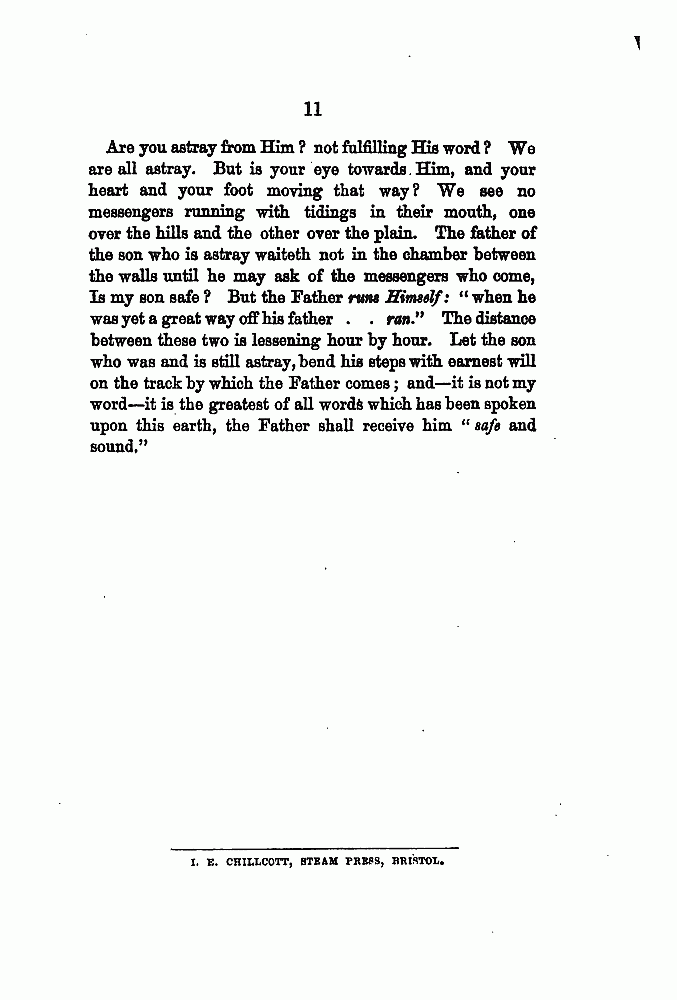 11
Are you astray from Him? not fulfilling His word? We
are all astray. But is your eye towards Him, and your
heart and your foot moving that way? We see no
messengers running with tidings in their mouth, one
over the hills and the other over the plain. The father of
the son who is astray waiteth not in the chamber between
the walls until he may ask of the messengers who come,
Is my son safe? But the Father runs Himself: "when he
was yet a great way off his father . . ran." The distance
between these two is lessening hour by hour. Let the son
who was and is still astray, bend his steps with earnest will
on the track by which the Father comes; and—it is not my
word—it is the greatest of all words which has been spoken
upon this earth, the Father shall receive him "safe and
sound."
I. E. CHILLCOTT, STEAM PRESS, BRISTOL.